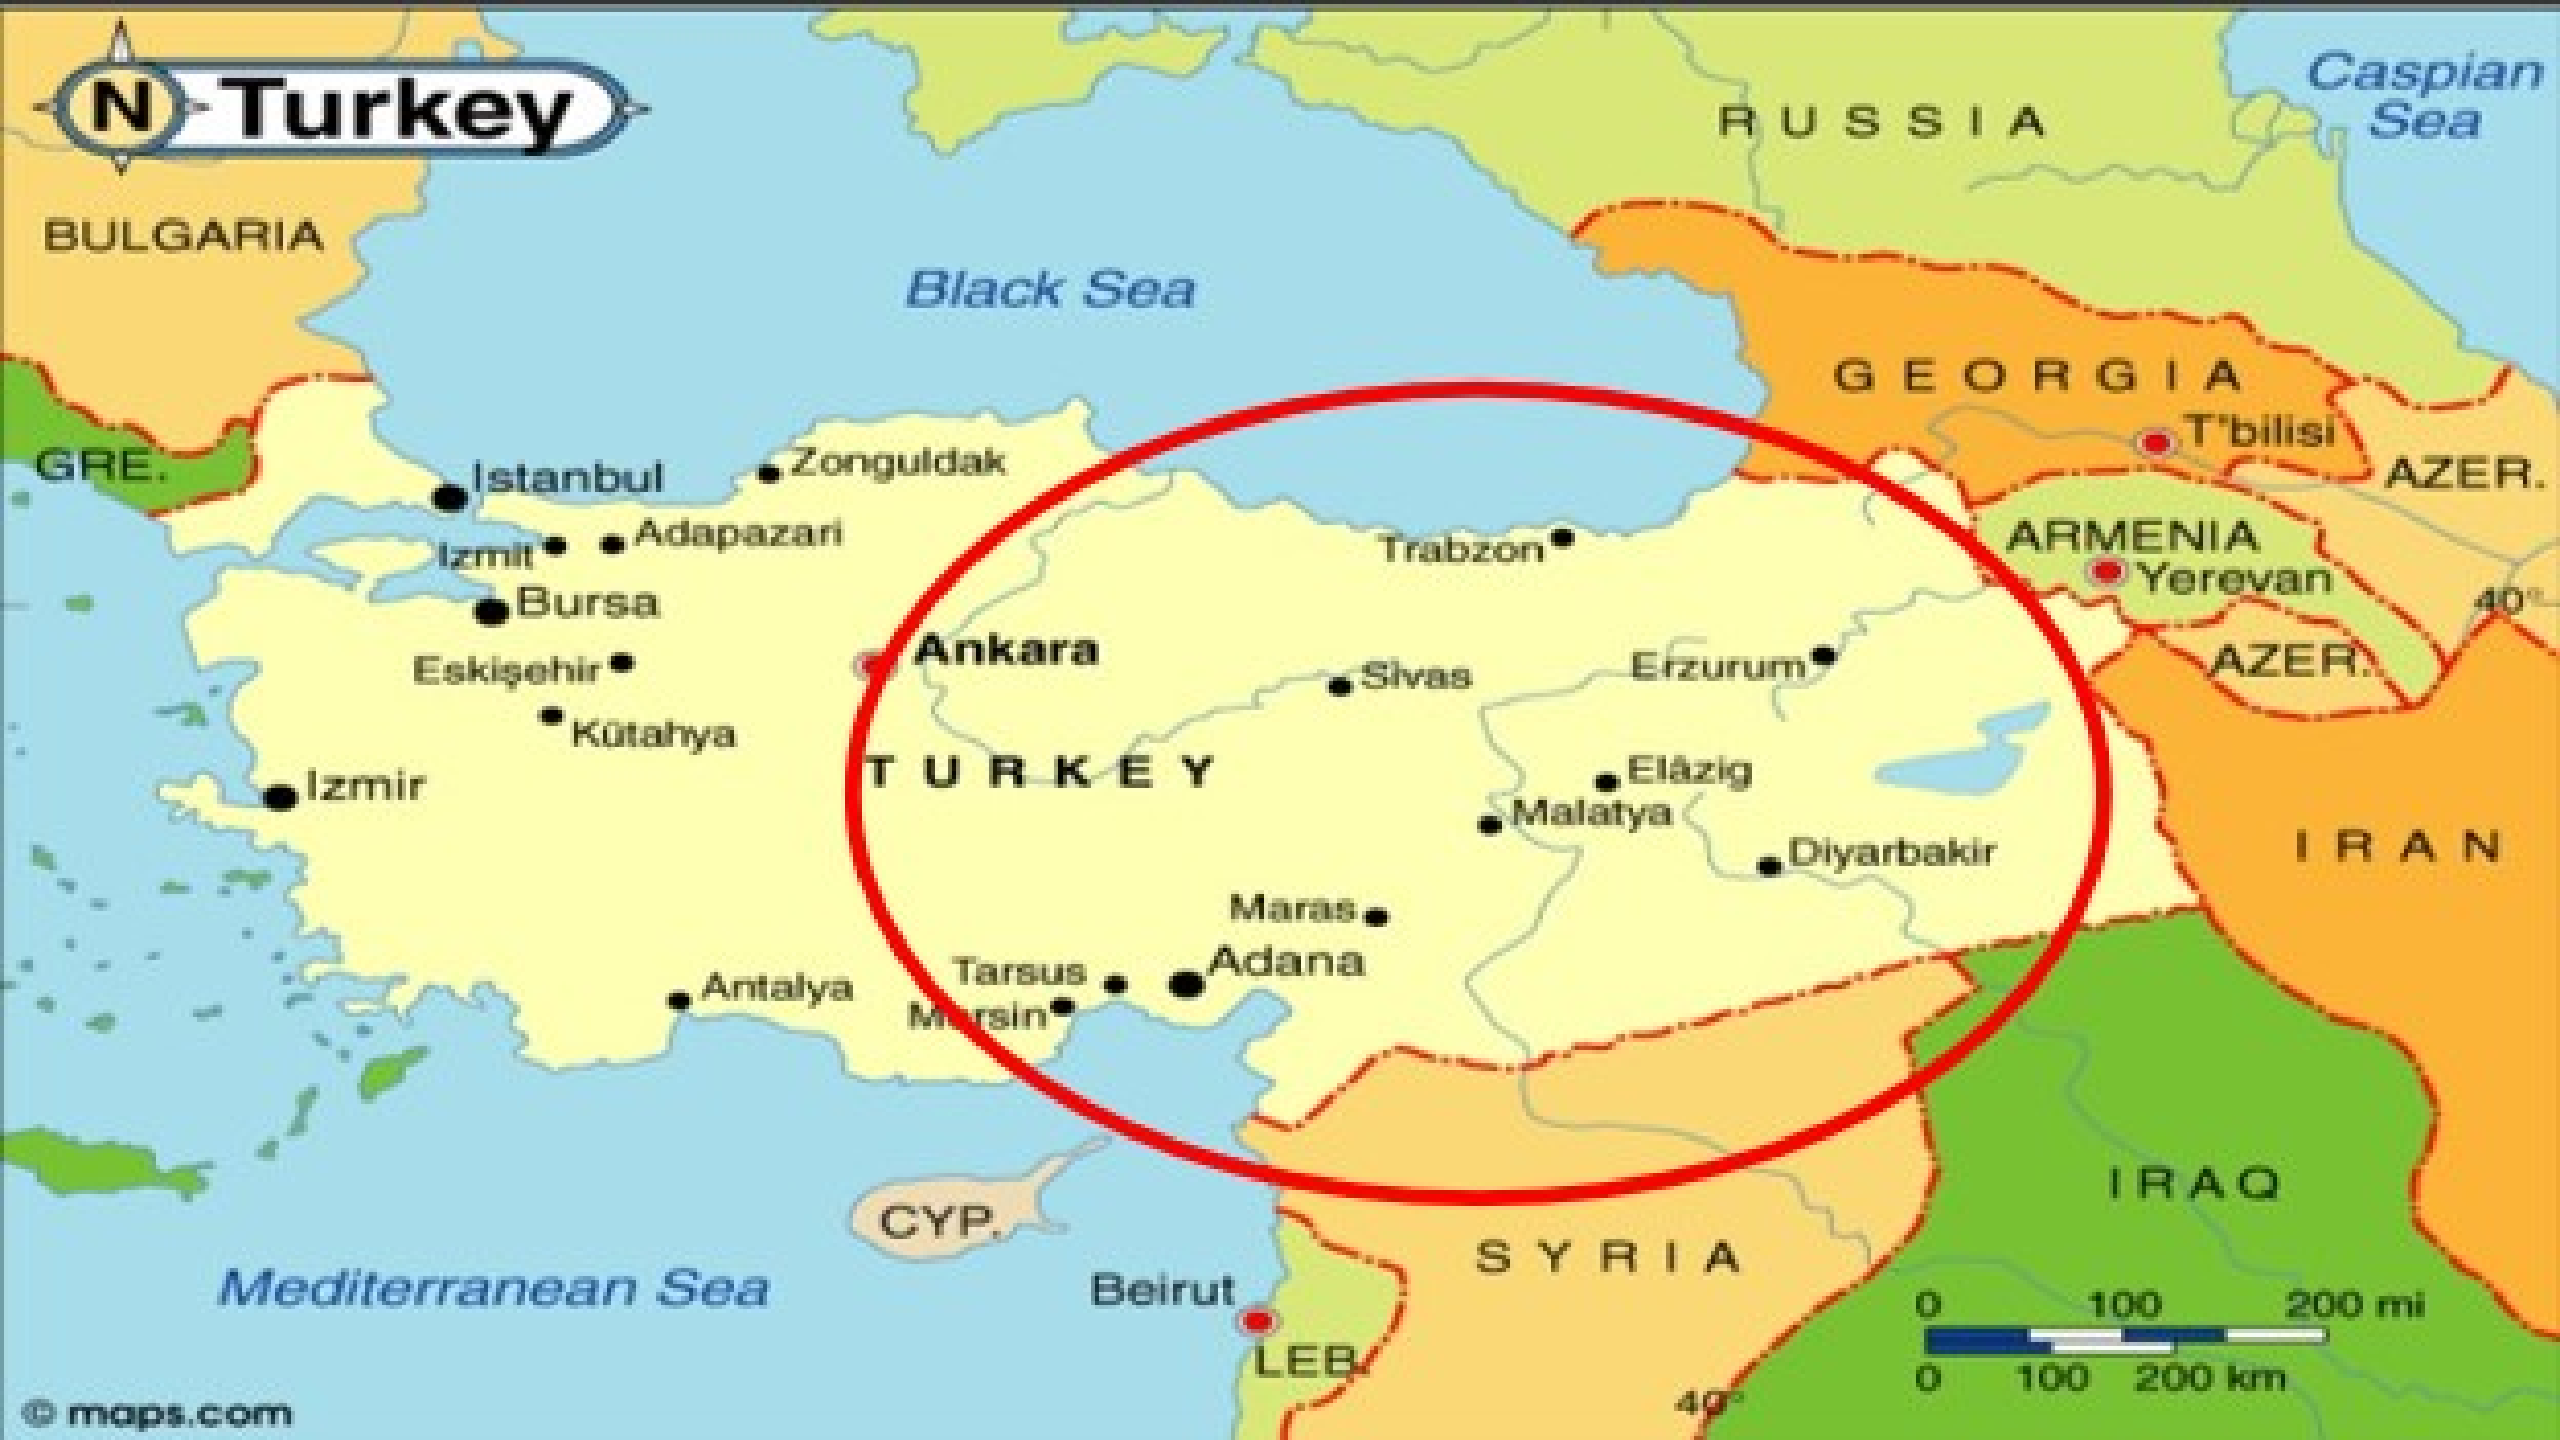 N Turkey
Caspian
Sea
RUSSIA
BULGARIA
Black Sea
GEORGIA
T'bilisi
AZER.
GRE.
Istanbul
Zonguldak
Izmit
Adapazari
Trabzon
ARMENIA
Yerevan
40°
Bursa
Ankara
Eskişehir
Sivas
Erzurum
AZER.
Kütahya
TURKEY
Elâzig
Izmir
Malatya
IRAN
Diyarbakir
Maras
Adana
Tarsus
Antalya
Mersin
IRAQ
CYP.
SYRIA
Mediterranean Sea
Beirut
LEB.
0 100 200 mi
0 100 200 km
40°
© maps.com